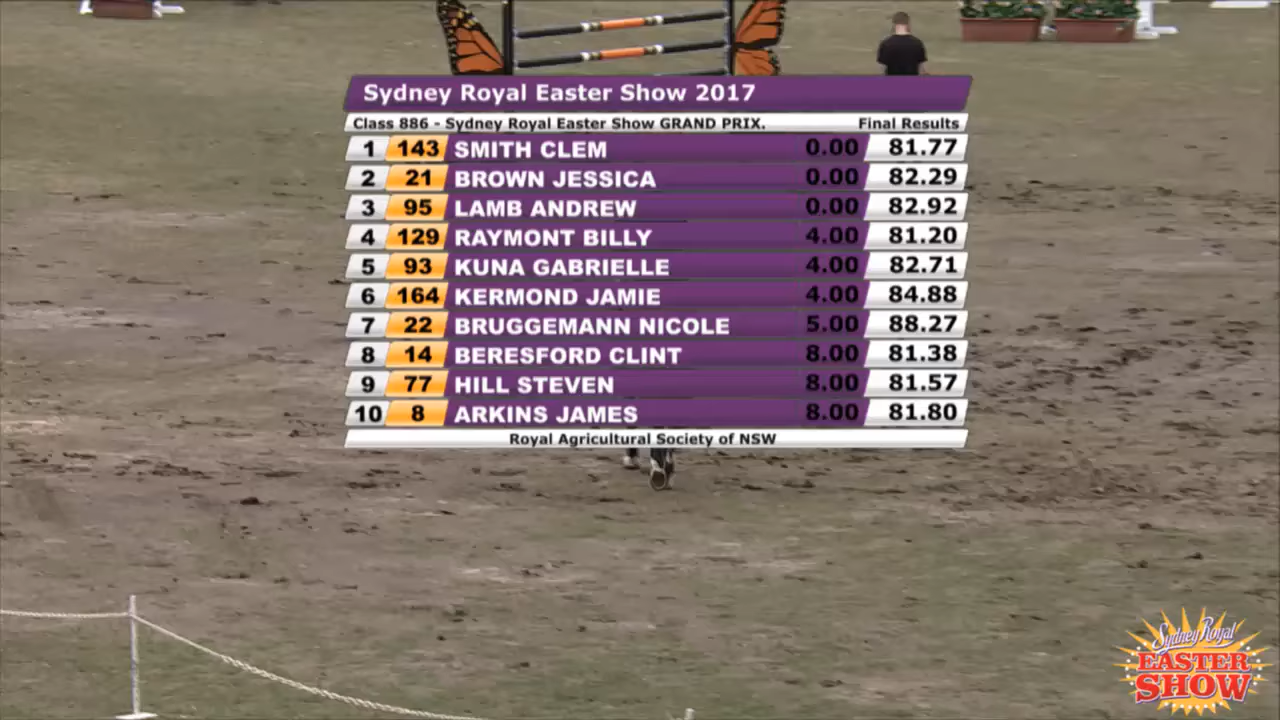 Sydney Royal Easter Show 2017
Class 886 - Sydney Royal Easter Show GRAND PRIX. Final Results
1 143 SMITH CLEM 0.00 81.77
2 21 BROWN JESSICA 0.00 82.29
3 95 LAMB ANDREW 0.00 82.92
4 129 RAYMONT BILLY 4.00 81.20
5 93 KUNA GABRIELLE 4.00 82.71
6 164 KERMOND JAMIE 4.00 84.88
7 22 BRUGGEMANN NICOLE 5.00 88.27
8 14 BERESFORD CLINT 8.00 81.38
9 77 HILL STEVEN 8.00 81.57
10 8 ARKINS JAMES 8.00 81.80
Royal Agricultural Society of NSW
Sydney Royal
EASTER
SHOW